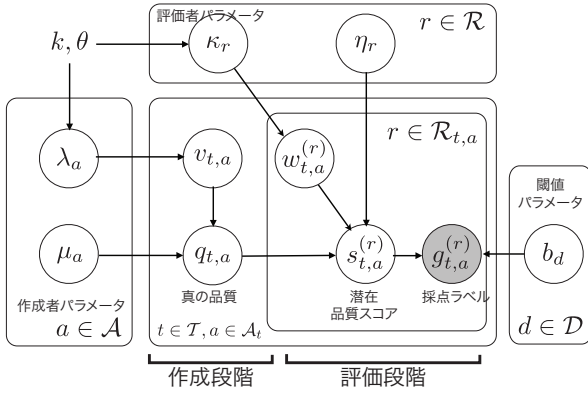 評価者パラメータ
k, θ
κ_r
η_r
r ∈ R
r ∈ R_{t,a}
λ_a
v_{t,a}
w_{t,a}^{(r)}
閾値
パラメータ
μ_a
q_{t,a}
s_{t,a}^{(r)}
g_{t,a}^{(r)}
b_d
作成者パラメータ
真の品質
潜在
品質スコア
採点ラベル
a ∈ A
t ∈ T, a ∈ A_t
d ∈ D
作成段階
評価段階